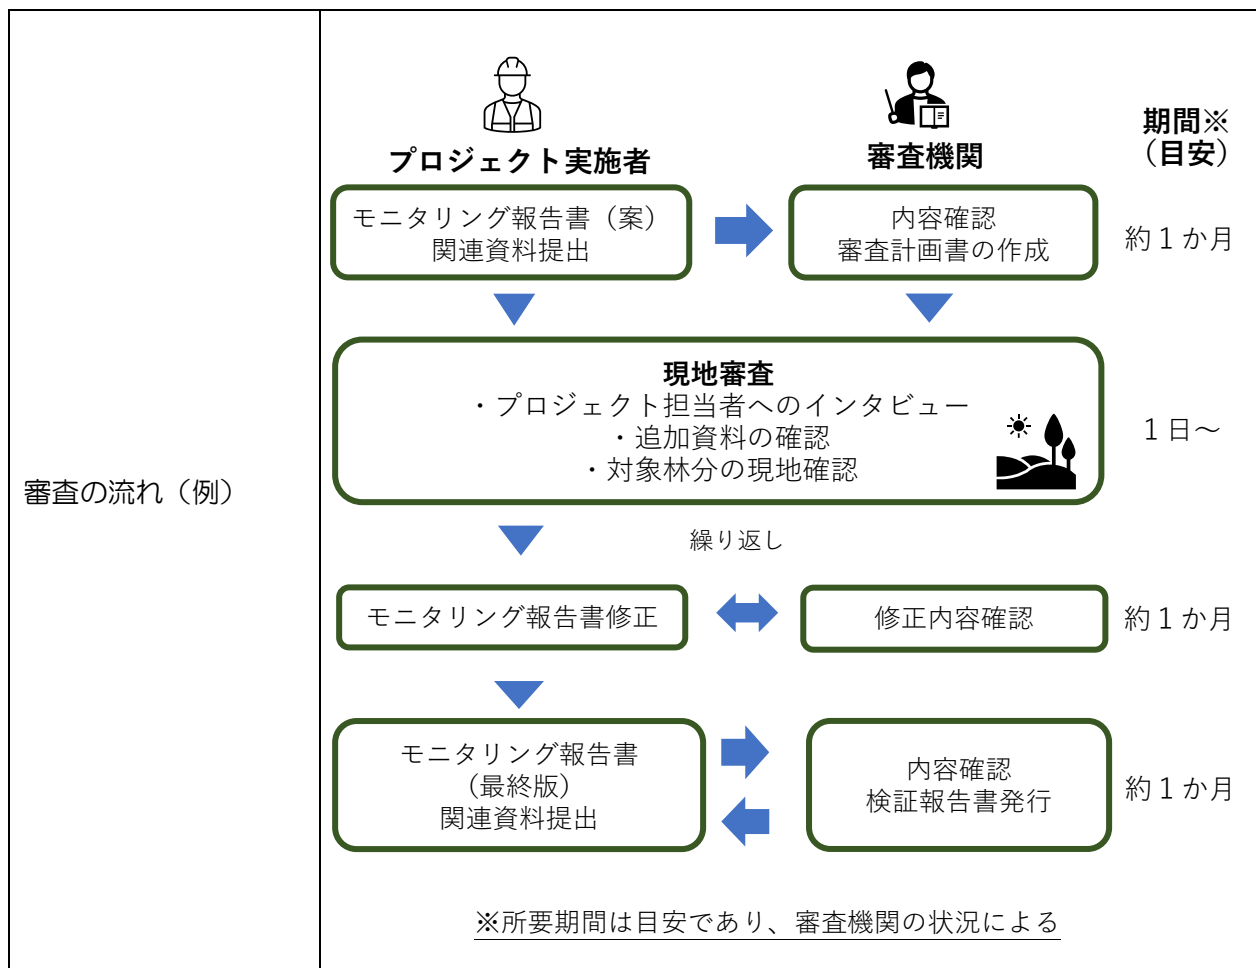 審査の流れ（例）
プロジェクト実施者
審査機関
期間※
（目安）
モニタリング報告書（案）
関連資料提出
内容確認
審査計画書の作成
約１か月
現地審査
・プロジェクト担当者へのインタビュー
・追加資料の確認
・対象林分の現地確認
１日～
繰り返し
モニタリング報告書修正
修正内容確認
約１か月
モニタリング報告書
（最終版）
関連資料提出
内容確認
検証報告書発行
約１か月
※所要期間は目安であり、審査機関の状況による